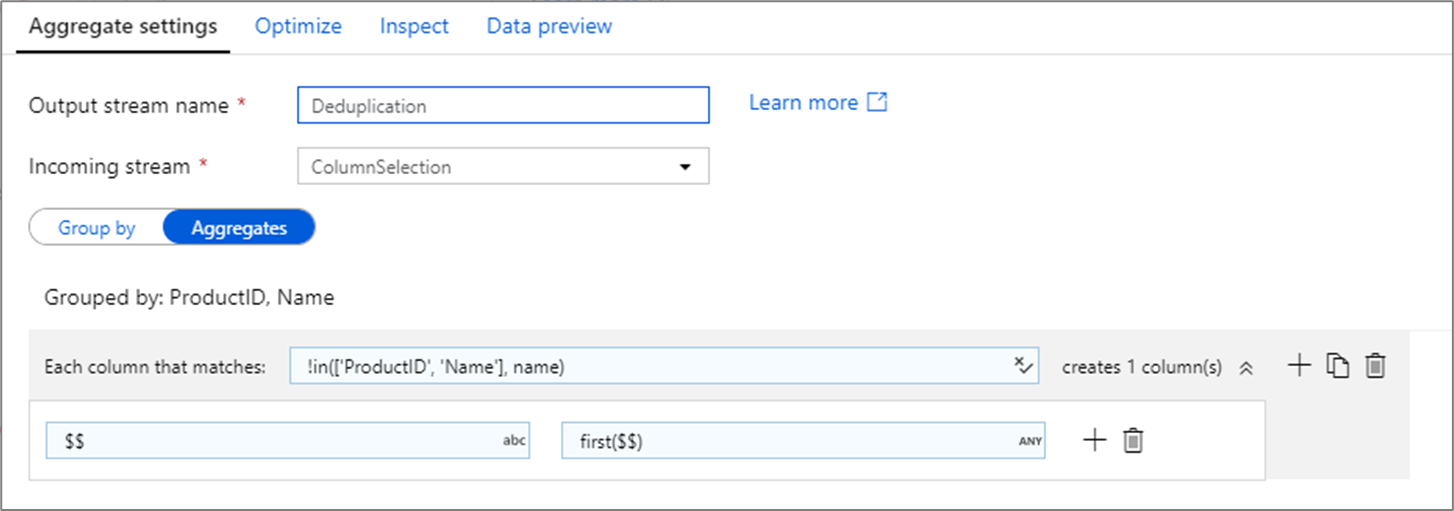 Aggregate settings Optimize Inspect Data preview
Output stream name * Deduplication Learn more
Incoming stream * ColumnSelection
Group by Aggregates
Grouped by: ProductID, Name
Each column that matches: !in(['ProductID', 'Name'], name) creates 1 column(s)
$$ abc first($$) ANY